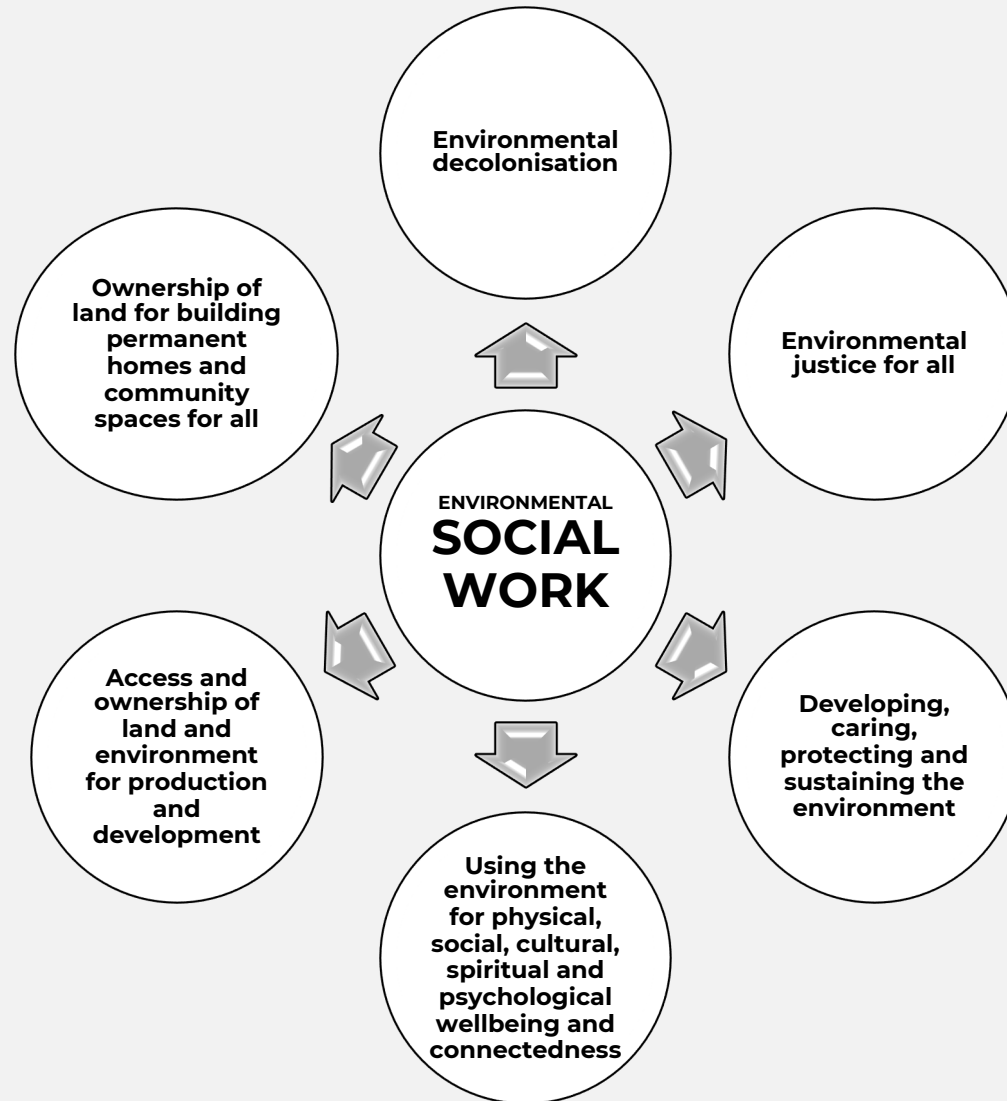 Environmental
decolonisation
Environmental
justice for all
Developing,
caring,
protecting and
sustaining the
environment
Using the
environment
for physical,
social, cultural,
spiritual and
psychological
wellbeing and
connectedness
Access and
ownership of
land and
environment
for production
and
development
Ownership of
land for building
permanent
homes and
community
spaces for all
ENVIRONMENTAL
SOCIAL
WORK